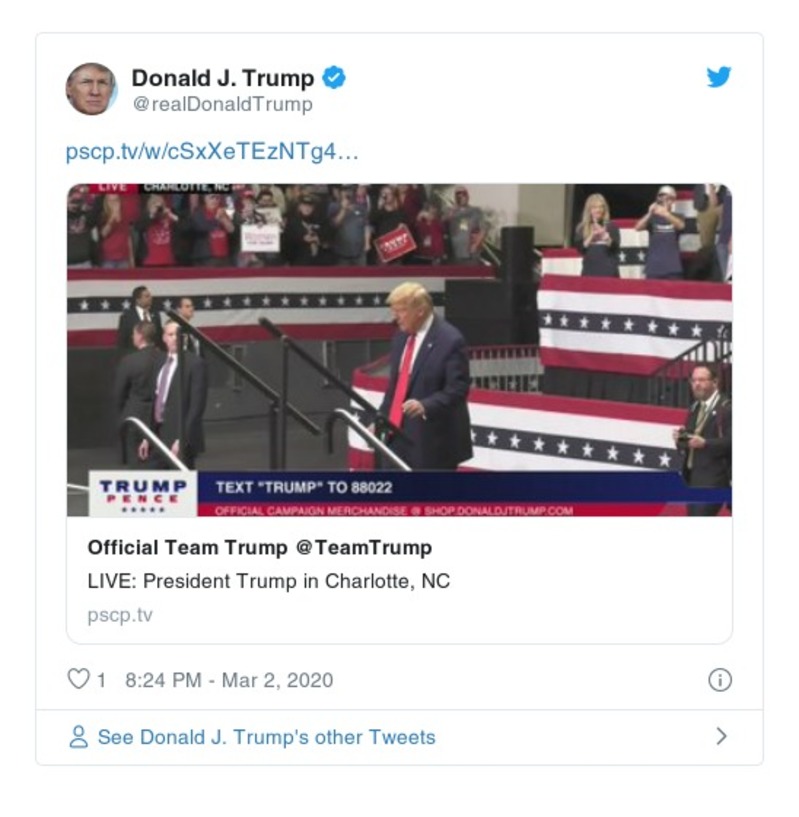 Donald J. Trump
@realDonaldTrump
pscp.tv/w/cSxXeTEzNTg4…
LIVE CHARLOTTE, NC
TRUMP
PENCE
TEXT "TRUMP" TO 88022
OFFICIAL CAMPAIGN MERCHANDISE @ SHOP.DONALDJTRUMP.COM
Official Team Trump @TeamTrump
LIVE: President Trump in Charlotte, NC
pscp.tv
1 8:24 PM - Mar 2, 2020
See Donald J. Trump's other Tweets